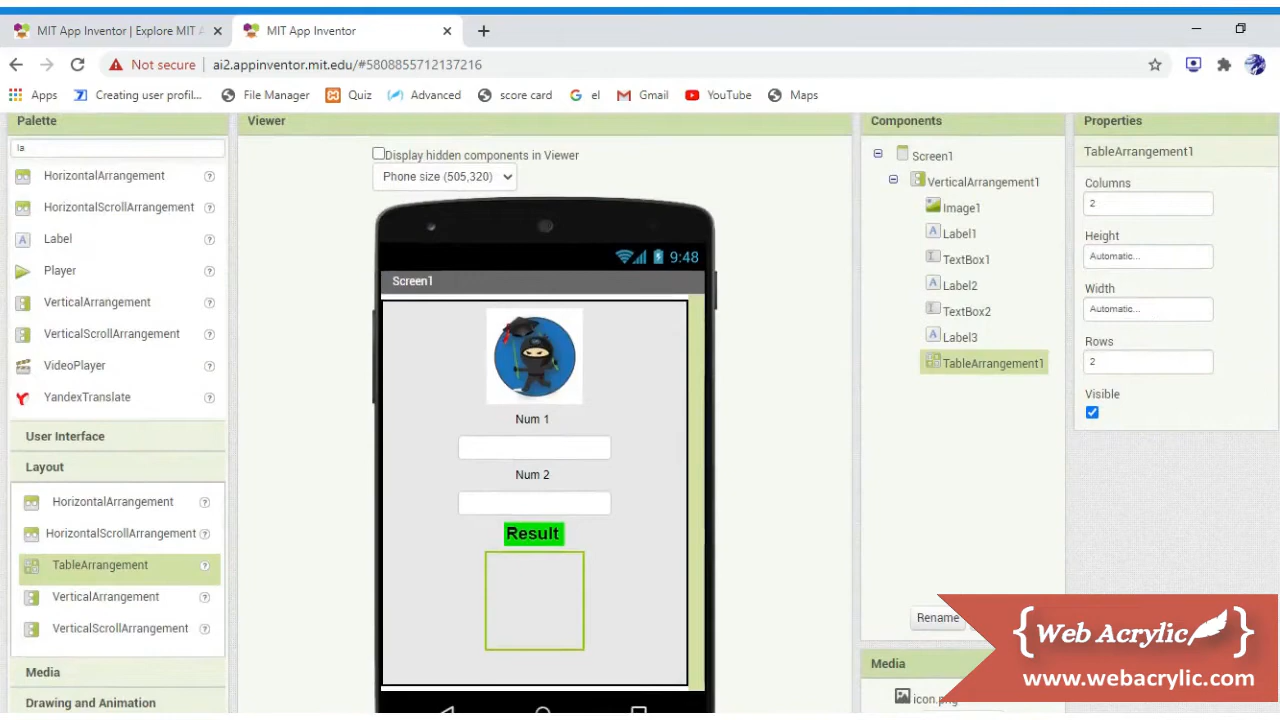 MIT App Inventor | Explore MIT A
MIT App Inventor
Not secure | ai2.appinventor.mit.edu/#5808855712137216
Apps
Creating user profil...
File Manager
Quiz
Advanced
score card
el
Gmail
YouTube
Maps
Palette
HorizontalArrangement
HorizontalScrollArrangement
Label
Player
VerticalArrangement
VerticalScrollArrangement
VideoPlayer
YandexTranslate
User Interface
Layout
HorizontalArrangement
HorizontalScrollArrangement
TableArrangement
VerticalArrangement
VerticalScrollArrangement
Media
Drawing and Animation
Viewer
Display hidden components in Viewer
Phone size (505,320)
9:48
Screen1
Num 1
Num 2
Result
Components
Screen1
VerticalArrangement1
Image1
Label1
TextBox1
Label2
TextBox2
Label3
TableArrangement1
Rename
Media
icon.png
Properties
TableArrangement1
Columns
2
Height
Automatic...
Width
Automatic...
Rows
2
Visible
{Web Acrylic}
www.webacrylic.com